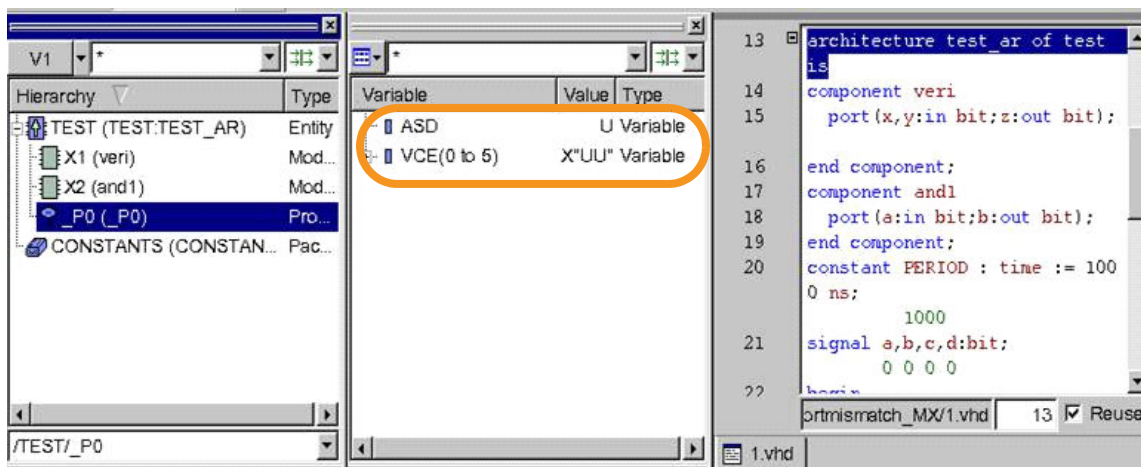 V1 *
Hierarchy Type
TEST (TEST:TEST_AR) Entity
X1 (veri) Mod...
X2 (and1) Mod...
_P0 (_P0) Pro...
CONSTANTS (CONSTAN... Pac...
/TEST/_P0
*
Variable Value Type
ASD U Variable
VCE(0 to 5) X"UU" Variable
13 architecture test_ar of test
is
14 component veri
15 port(x,y:in bit;z:out bit);
16 end component;
17 component and1
18 port(a:in bit;b:out bit);
19 end component;
20 constant PERIOD : time := 100
0 ns;
1000
21 signal a,b,c,d:bit;
0 0 0 0
22 begin
ortmismatch_MX/1.vhd 13 Reuse
1.vhd